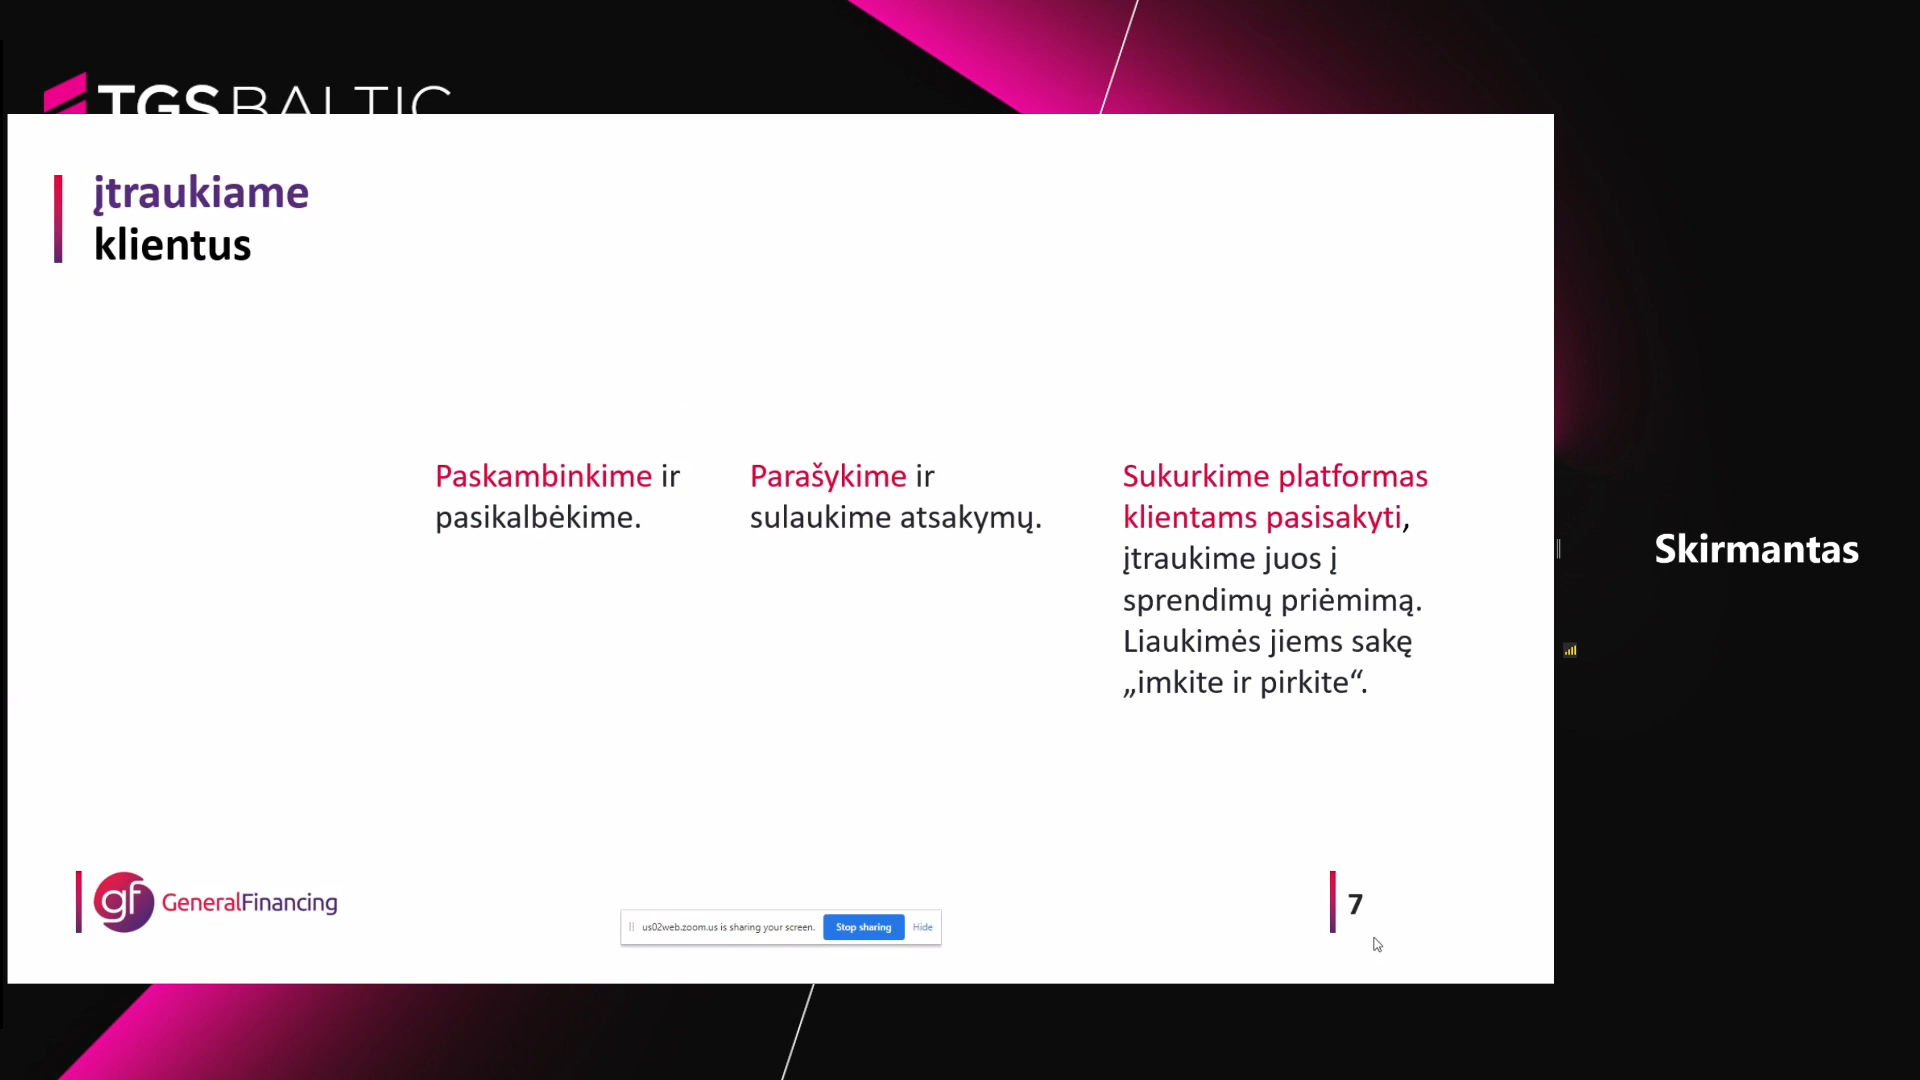 TGS BALTIC
įtraukiame
klientus
Paskambinkime ir
pasikalbėkime.
Parašykime ir
sulaukime atsakymų.
Sukurkime platformas
klientams pasisakyti,
įtraukime juos į
sprendimų priėmimą.
Liaukimės jiems sakę
„imkite ir pirkite“.
Skirmantas
gf GeneralFinancing
us02web.zoom.us is sharing your screen. Stop sharing Hide
7